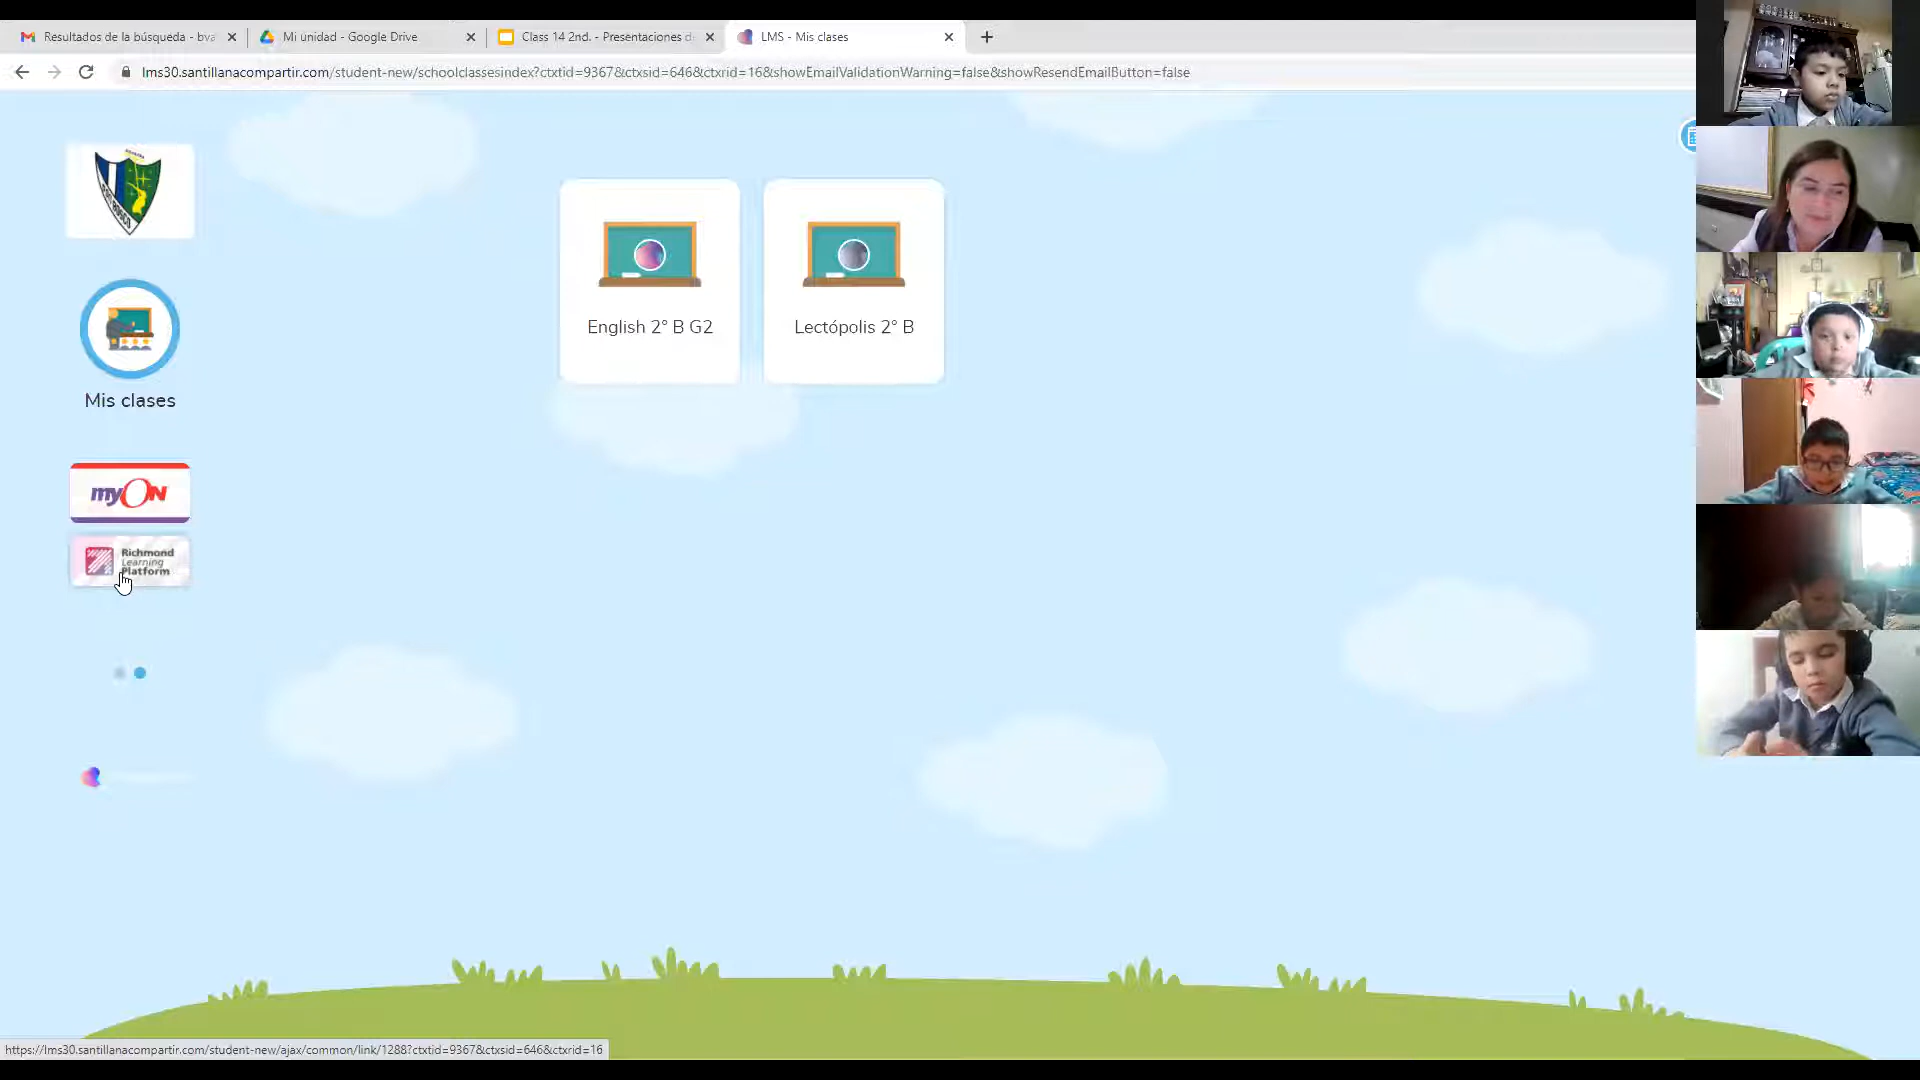 Resultados de la búsqueda - bva
Mi unidad - Google Drive
Class 14 2nd. - Presentaciones d
LMS - Mis clases
lms30.santillanacompartir.com/student-new/schoolclassesindex?ctxtid=9367&ctxsid=646&ctxrid=16&showEmailValidationWarning=false&showResendEmailButton=false
BOSCO
English 2° B G2
Lectópolis 2° B
Mis clases
myON
Richmond
Learning
Platform
https://lms30.santillanacompartir.com/student-new/ajax/common/link/1288?ctxtid=9367&ctxsid=646&ctxrid=16